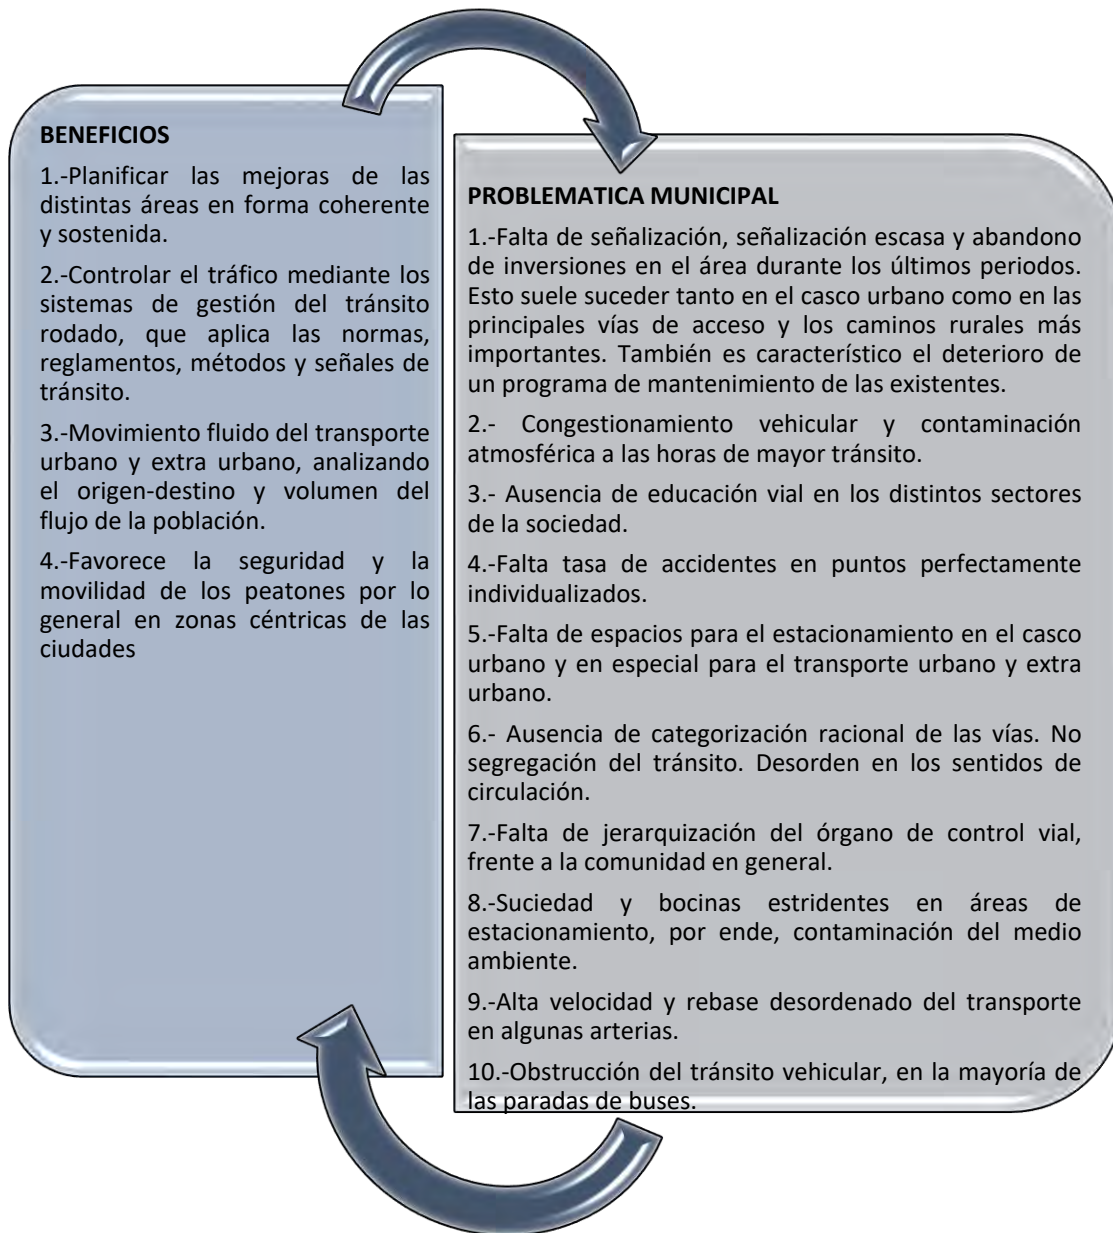 BENEFICIOS
1.-Planificar las mejoras de las
distintas áreas en forma coherente
y sostenida.
2.-Controlar el tráfico mediante los
sistemas de gestión del tránsito
rodado, que aplica las normas,
reglamentos, métodos y señales de
tránsito.
3.-Movimiento fluido del transporte
urbano y extra urbano, analizando
el origen-destino y volumen del
flujo de la población.
4.-Favorece la seguridad y la
movilidad de los peatones por lo
general en zonas céntricas de las
ciudades
PROBLEMATICA MUNICIPAL
1.-Falta de señalización, señalización escasa y abandono
de inversiones en el área durante los últimos periodos.
Esto suele suceder tanto en el casco urbano como en las
principales vías de acceso y los caminos rurales más
importantes. También es característico el deterioro de
un programa de mantenimiento de las existentes.
2.- Congestionamiento vehicular y contaminación
atmosférica a las horas de mayor tránsito.
3.- Ausencia de educación vial en los distintos sectores
de la sociedad.
4.-Falta tasa de accidentes en puntos perfectamente
individualizados.
5.-Falta de espacios para el estacionamiento en el casco
urbano y en especial para el transporte urbano y extra
urbano.
6.- Ausencia de categorización racional de las vías. No
segregación del tránsito. Desorden en los sentidos de
circulación.
7.-Falta de jerarquización del órgano de control vial,
frente a la comunidad en general.
8.-Suciedad y bocinas estridentes en áreas de
estacionamiento, por ende, contaminación del medio
ambiente.
9.-Alta velocidad y rebase desordenado del transporte
en algunas arterias.
10.-Obstrucción del tránsito vehicular, en la mayoría de
las paradas de buses.